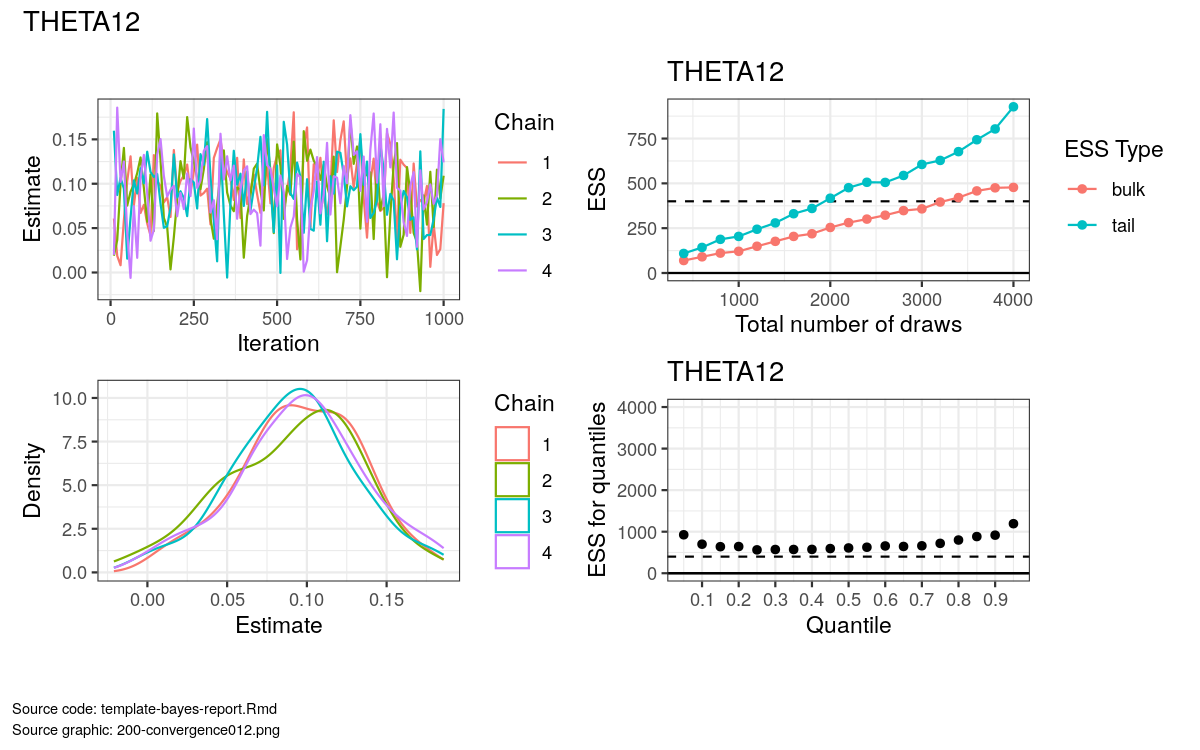 THETA12
0.15
0.10
0.05
0.00
Estimate
0
250
500
750
1000
Iteration
Chain
1
2
3
4
THETA12
750
500
250
0
ESS
1000
2000
3000
4000
Total number of draws
ESS Type
bulk
tail
10.0
7.5
5.0
2.5
0.0
Density
0.00
0.05
0.10
0.15
Estimate
Chain
1
2
3
4
THETA12
4000
3000
2000
1000
0
ESS for quantiles
0.1
0.2
0.3
0.4
0.5
0.6
0.7
0.8
0.9
Quantile
Source code: template-bayes-report.Rmd
Source graphic: 200-convergence012.png